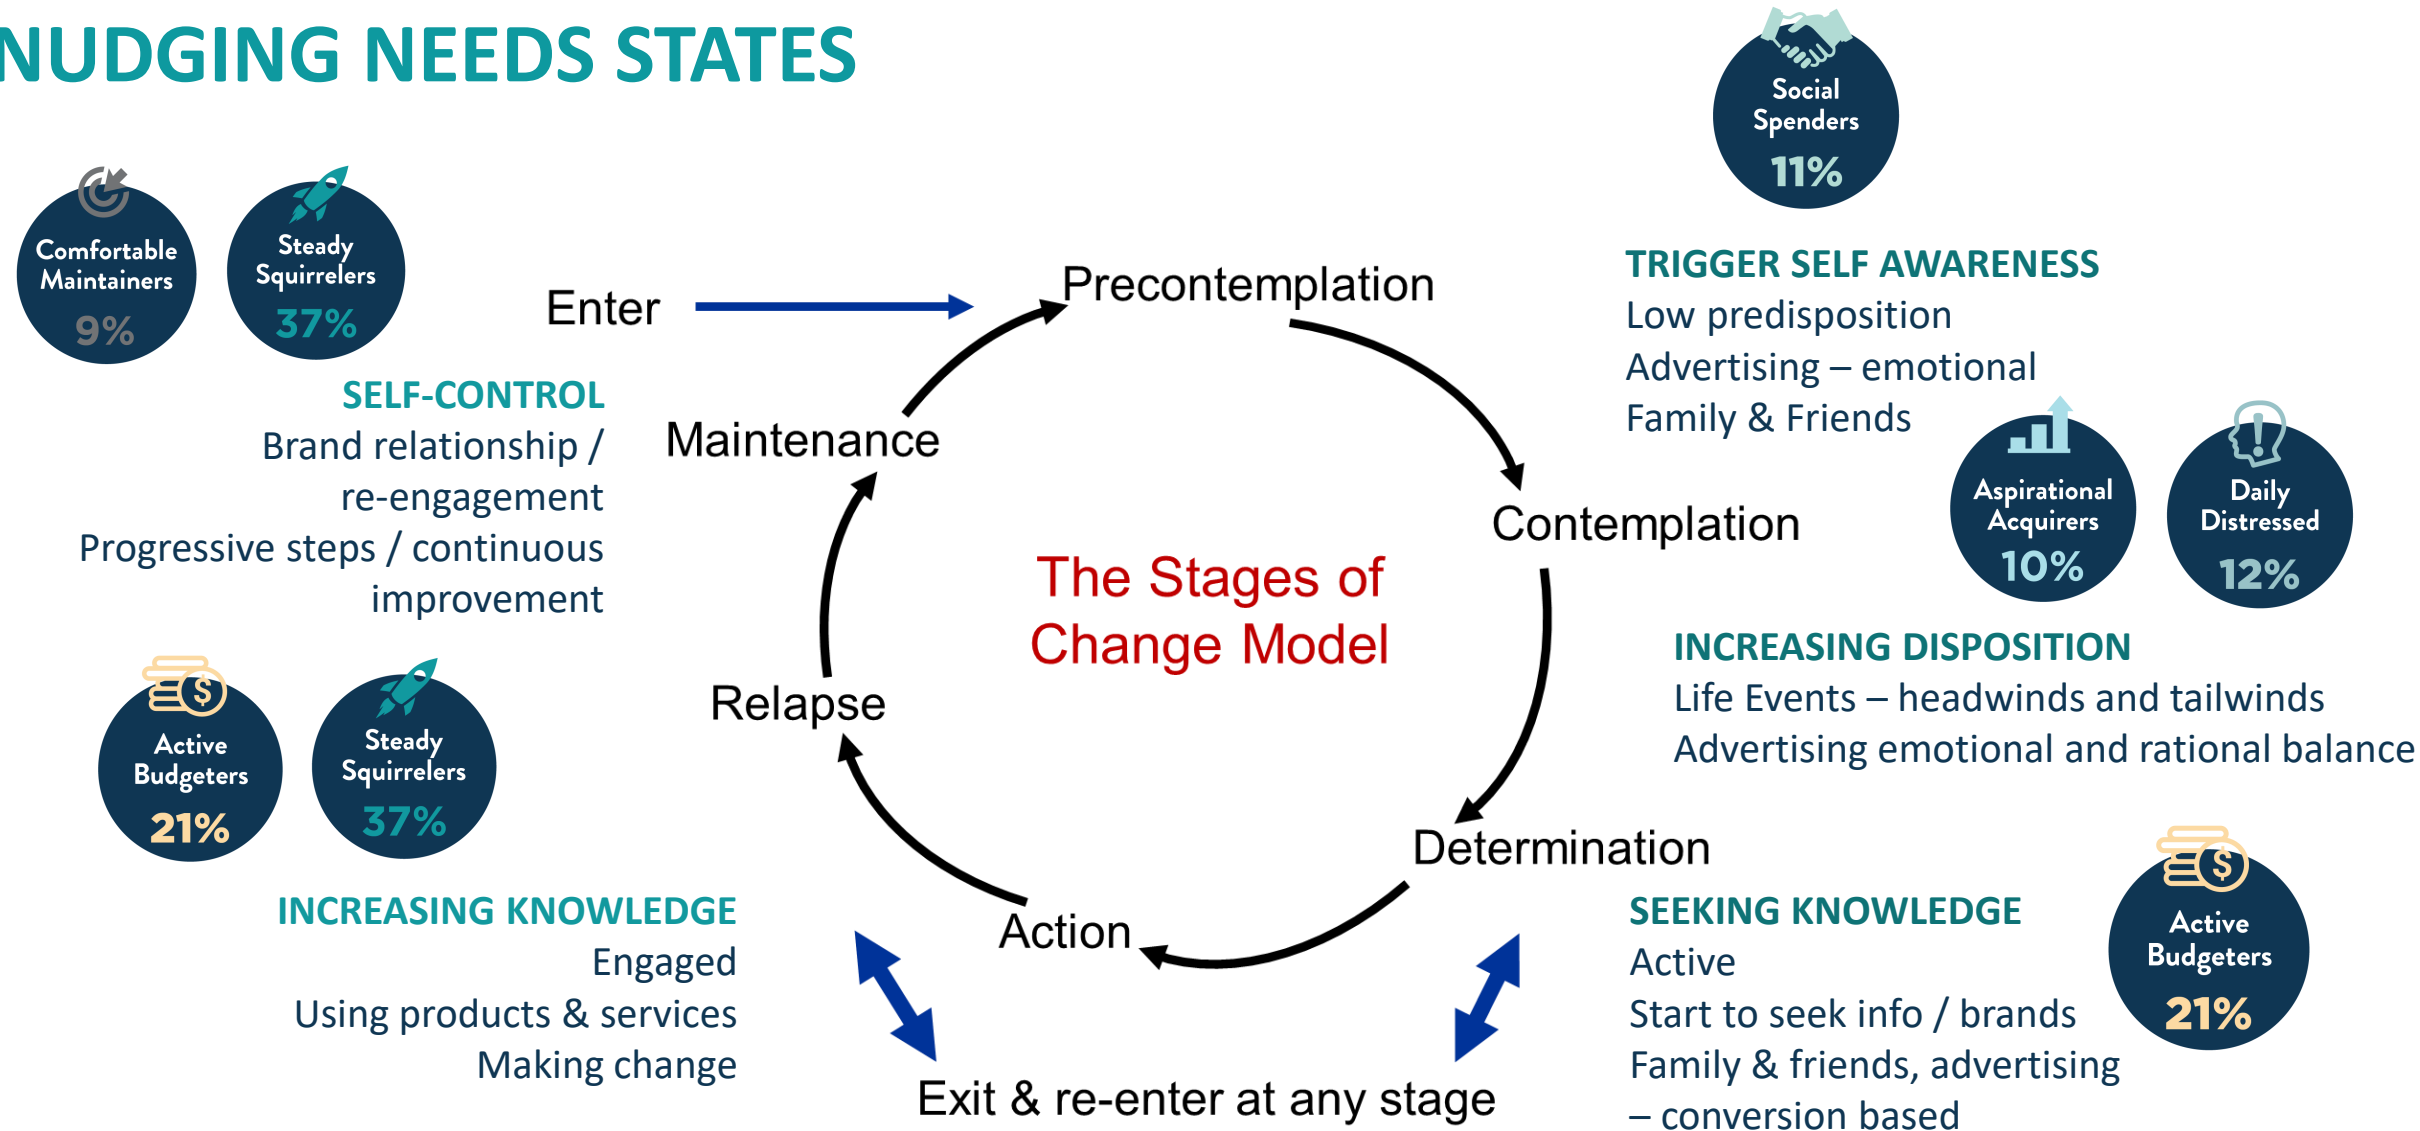 NUDGING NEEDS STATES
Social
Spenders
11%
Comfortable
Maintainers
9%
Steady
Squirrelers
37%
Enter
Precontemplation
TRIGGER SELF AWARENESS
Low predisposition
Advertising – emotional
Family & Friends
SELF-CONTROL
Brand relationship /
re-engagement
Progressive steps / continuous
improvement
Maintenance
Contemplation
Aspirational
Acquirers
10%
Daily
Distressed
12%
The Stages of
Change Model
INCREASING DISPOSITION
Life Events – headwinds and tailwinds
Advertising emotional and rational balance
Relapse
Active
Budgeters
21%
Steady
Squirrelers
37%
Determination
INCREASING KNOWLEDGE
Engaged
Using products & services
Making change
Action
SEEKING KNOWLEDGE
Active
Start to seek info / brands
Family & friends, advertising
– conversion based
$
Active
Budgeters
21%
$
Exit & re-enter at any stage